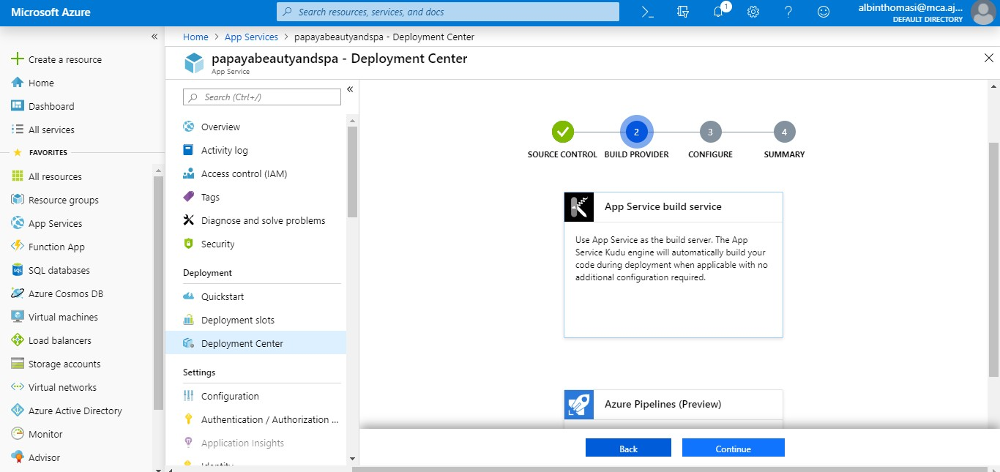 Microsoft Azure
Search resources, services, and docs
1
albinthomasi@mca.aj...
DEFAULT DIRECTORY
Create a resource
Home
Dashboard
All services
FAVORITES
All resources
Resource groups
App Services
Function App
SQL databases
Azure Cosmos DB
Virtual machines
Load balancers
Storage accounts
Virtual networks
Azure Active Directory
Monitor
Advisor
Home > App Services > papayabeautyandspa - Deployment Center
papayabeautyandspa - Deployment Center
App Service
Search (Ctrl+/)
Overview
Activity log
Access control (IAM)
Tags
Diagnose and solve problems
Security
Deployment
Quickstart
Deployment slots
Deployment Center
Settings
Configuration
Authentication / Authorization ...
Application Insights
Identity
2 3 4
SOURCE CONTROL BUILD PROVIDER CONFIGURE SUMMARY
App Service build service
Use App Service as the build server. The App
Service Kudu engine will automatically build your
code during deployment when applicable with no
additional configuration required.
Azure Pipelines (Preview)
Back Continue